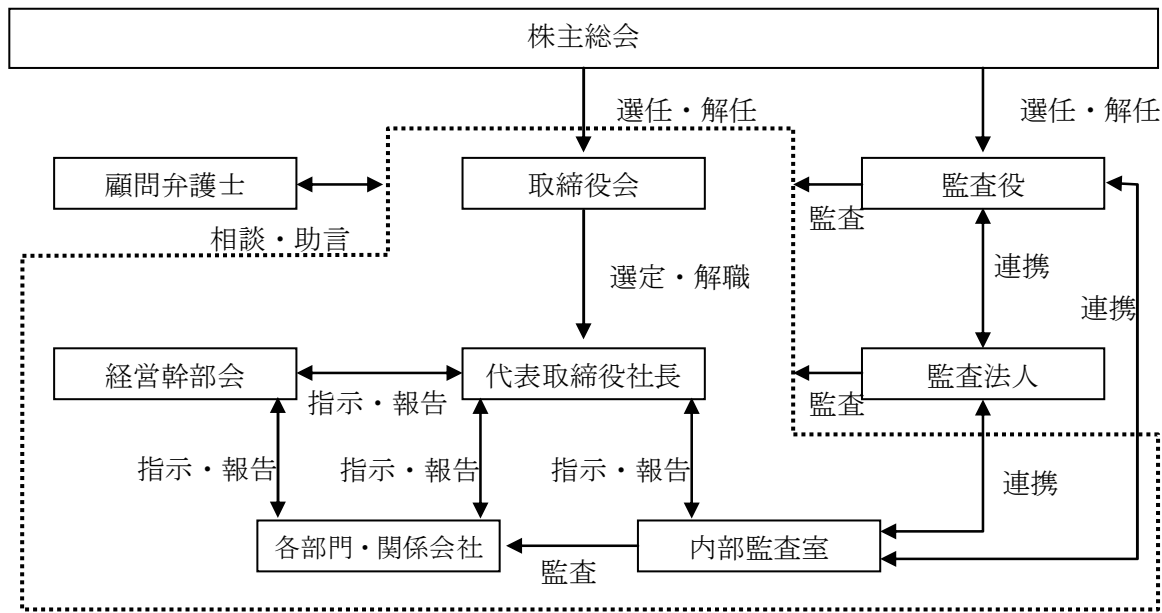 株主総会
選任・解任
選任・解任
顧問弁護士
取締役会
監査役
監査
相談・助言
選定・解職
連携
連携
経営幹部会
代表取締役社長
監査法人
指示・報告
監査
指示・報告
指示・報告
指示・報告
連携
各部門・関係会社
内部監査室
監査